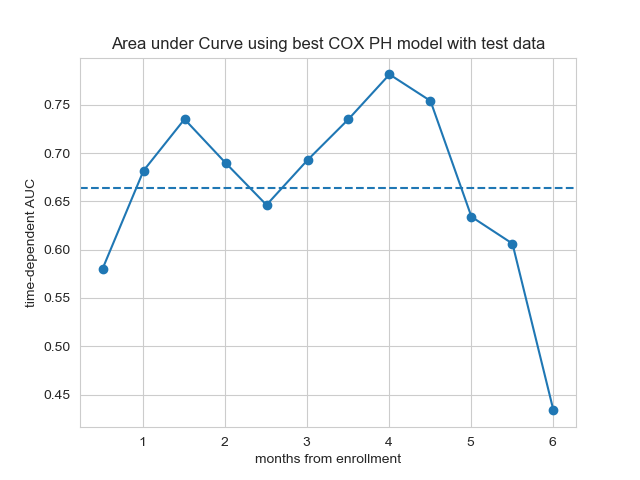 Area under Curve using best COX PH model with test data
time-dependent AUC
0.75
0.70
0.65
0.60
0.55
0.50
0.45
1 2 3 4 5 6
months from enrollment